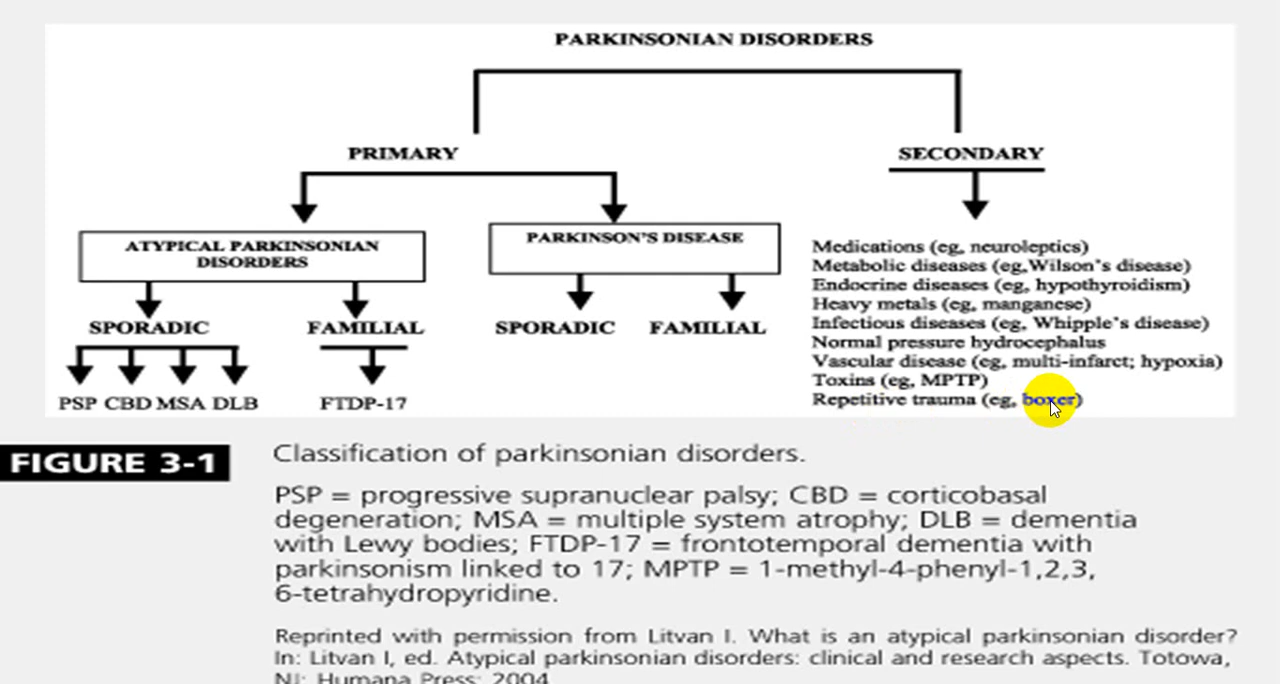 PARKINSONIAN DISORDERS
PRIMARY
SECONDARY
ATYPICAL PARKINSONIAN
DISORDERS
PARKINSON'S DISEASE
SPORADIC
FAMILIAL
SPORADIC
FAMILIAL
PSP CBD MSA DLB
FTDP-17
Medications (eg, neuroleptics)
Metabolic diseases (eg,Wilson's disease)
Endocrine diseases (eg, hypothyroidism)
Heavy metals (eg, manganese)
Infectious diseases (eg, Whipple's disease)
Normal pressure hydrocephalus
Vascular disease (eg, multi-infarct; hypoxia)
Toxins (eg, MPTP)
Repetitive trauma (eg, boxer)
FIGURE 3-1
Classification of parkinsonian disorders.
PSP = progressive supranuclear palsy; CBD = corticobasal
degeneration; MSA = multiple system atrophy; DLB = dementia
with Lewy bodies; FTDP-17 = frontotemporal dementia with
parkinsonism linked to 17; MPTP = 1-methyl-4-phenyl-1,2,3,
6-tetrahydropyridine.
Reprinted with permission from Litvan I. What is an atypical parkinsonian disorder?
In: Litvan I, ed. Atypical parkinsonian disorders: clinical and research aspects. Totowa,
NJ: Humana Press; 2004